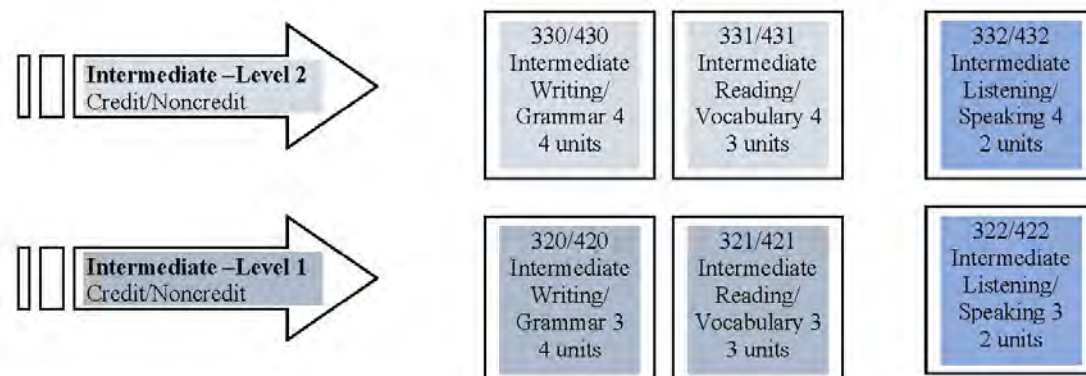 Intermediate –Level 2
Credit/Noncredit
330/430
Intermediate
Writing/
Grammar 4
4 units
331/431
Intermediate
Reading/
Vocabulary 4
3 units
332/432
Intermediate
Listening/
Speaking 4
2 units
Intermediate –Level 1
Credit/Noncredit
320/420
Intermediate
Writing/
Grammar 3
4 units
321/421
Intermediate
Reading/
Vocabulary 3
3 units
322/422
Intermediate
Listening/
Speaking 3
2 units